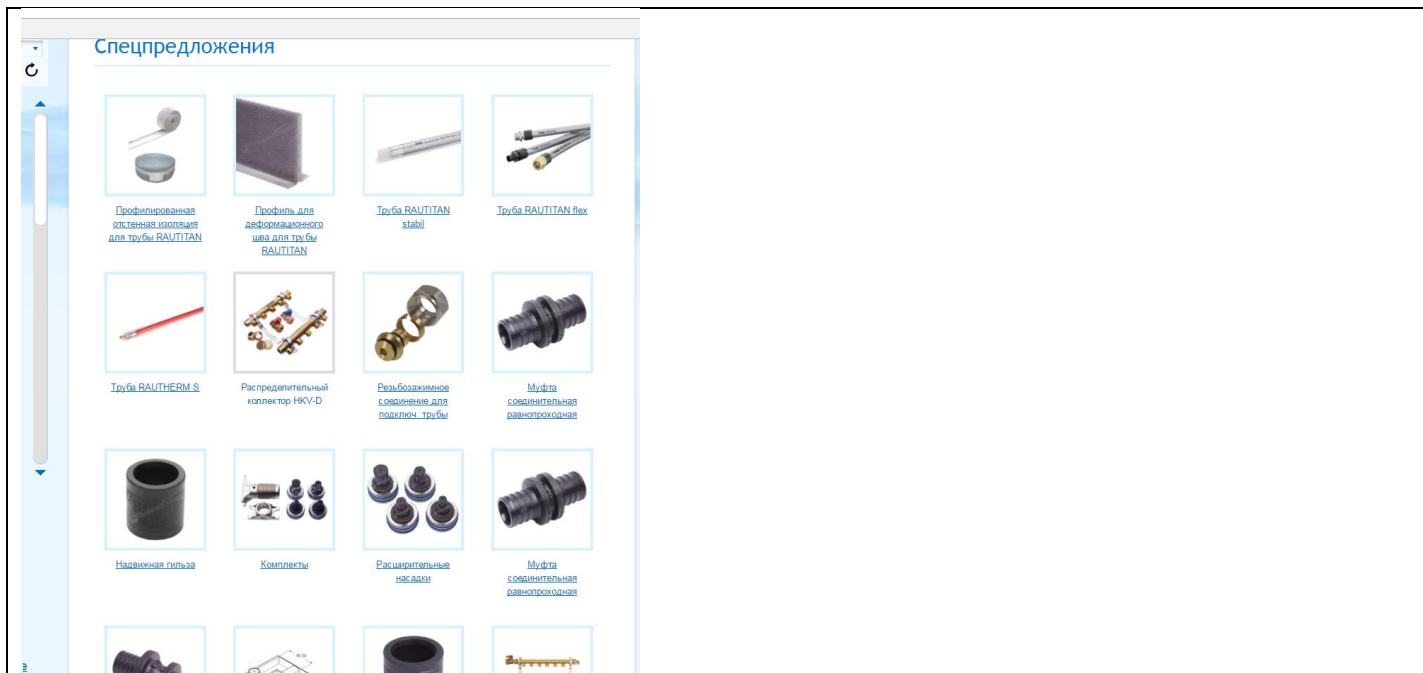 Спецпредложения
Профилированная
отстенная изоляция
для трубы RAUTITAN
Профиль для
деформационного
шва для трубы
RAUTITAN
Труба RAUTITAN
stabil
Труба RAUTITAN flex
Труба RAUTHERM S
Распределительный
коллектор HKV-D
Резьбозажимное
соединение для
подключ. трубы
Муфта
соединительная
равнопроходная
Надвижная гильза
Комплекты
Расширительные
насадки
Муфта
соединительная
равнопроходная